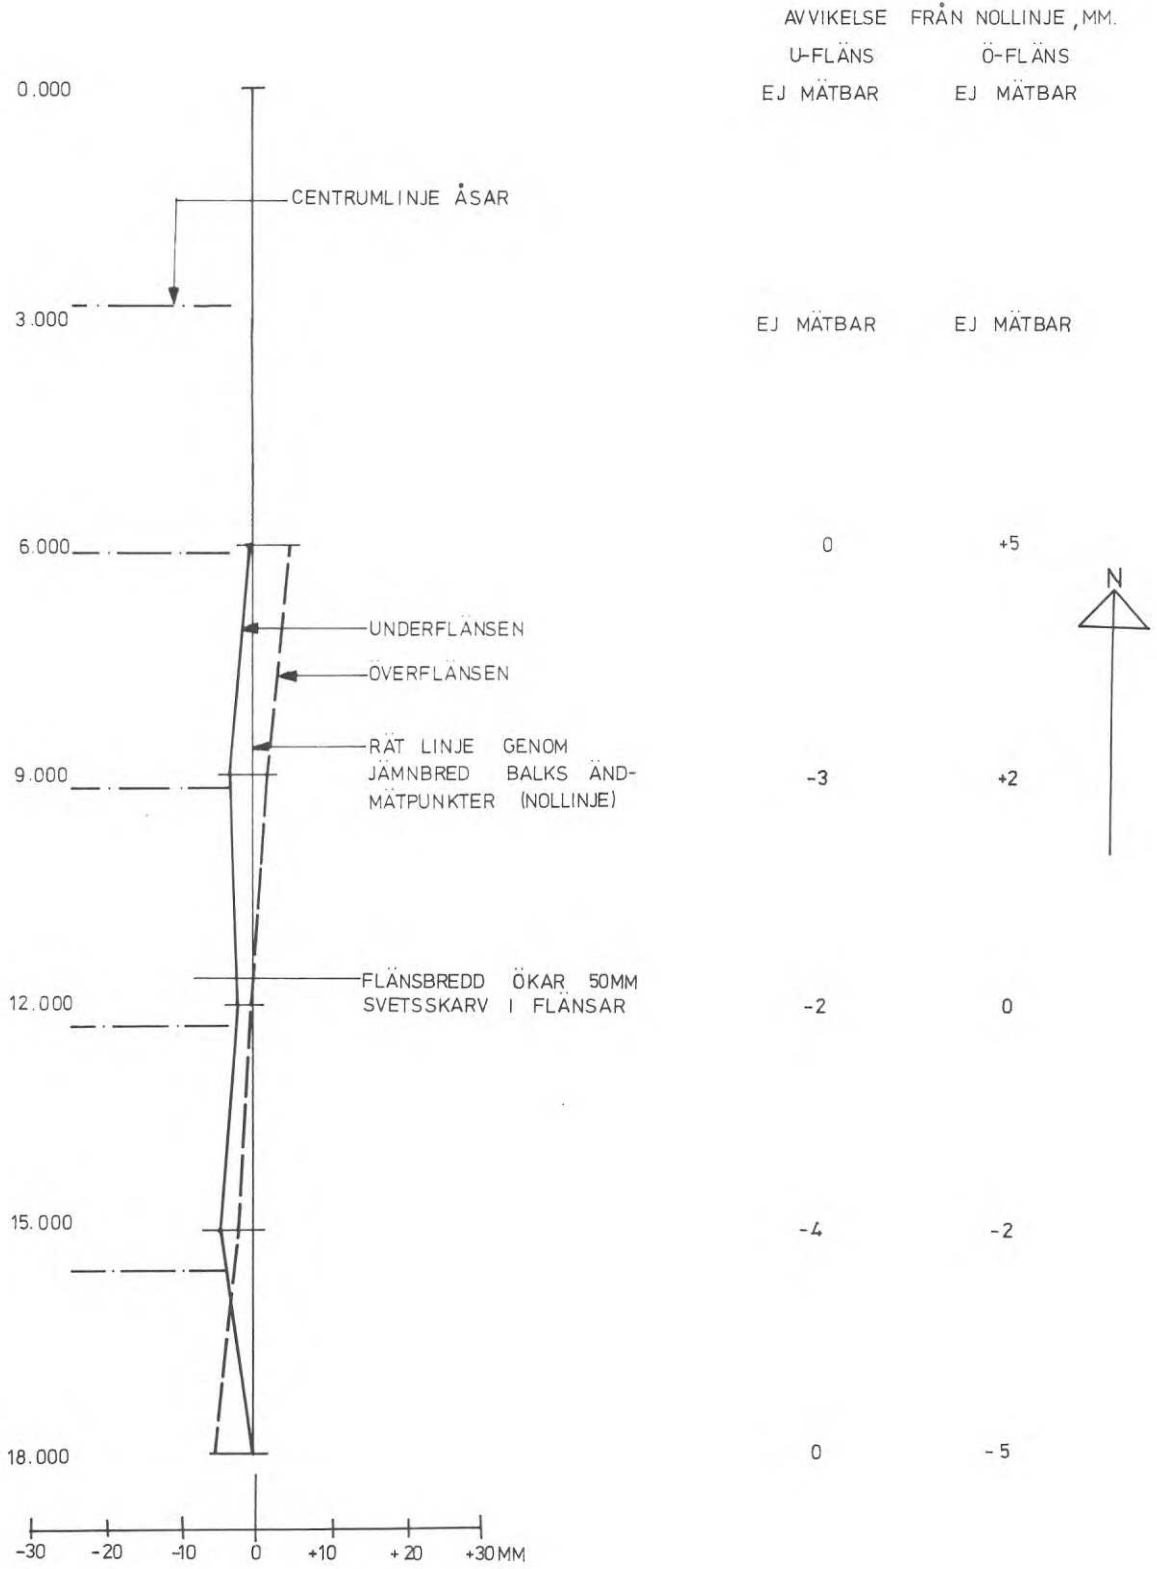 AVVIKELSE FRÅN NOLLINJE, MM.
U-FLÄNS Ö-FLÄNS
0.000 EJ MÄTBAR EJ MÄTBAR
CENTRUMLINJE ÅSAR
3.000 EJ MÄTBAR EJ MÄTBAR
6.000 0 +5
N
UNDERFLÄNSEN
ÖVERFLÄNSEN
RÄT LINJE GENOM
9.000 JÄMNBRED BALKS ÄND- -3 +2
MÄTPUNKTER (NOLLINJE)
FLÄNSBREDD ÖKAR 50MM
12.000 SVETSSKARV I FLÄNSAR -2 0
15.000 -4 -2
18.000 0 -5
-30 -20 -10 0 +10 +20 +30 MM